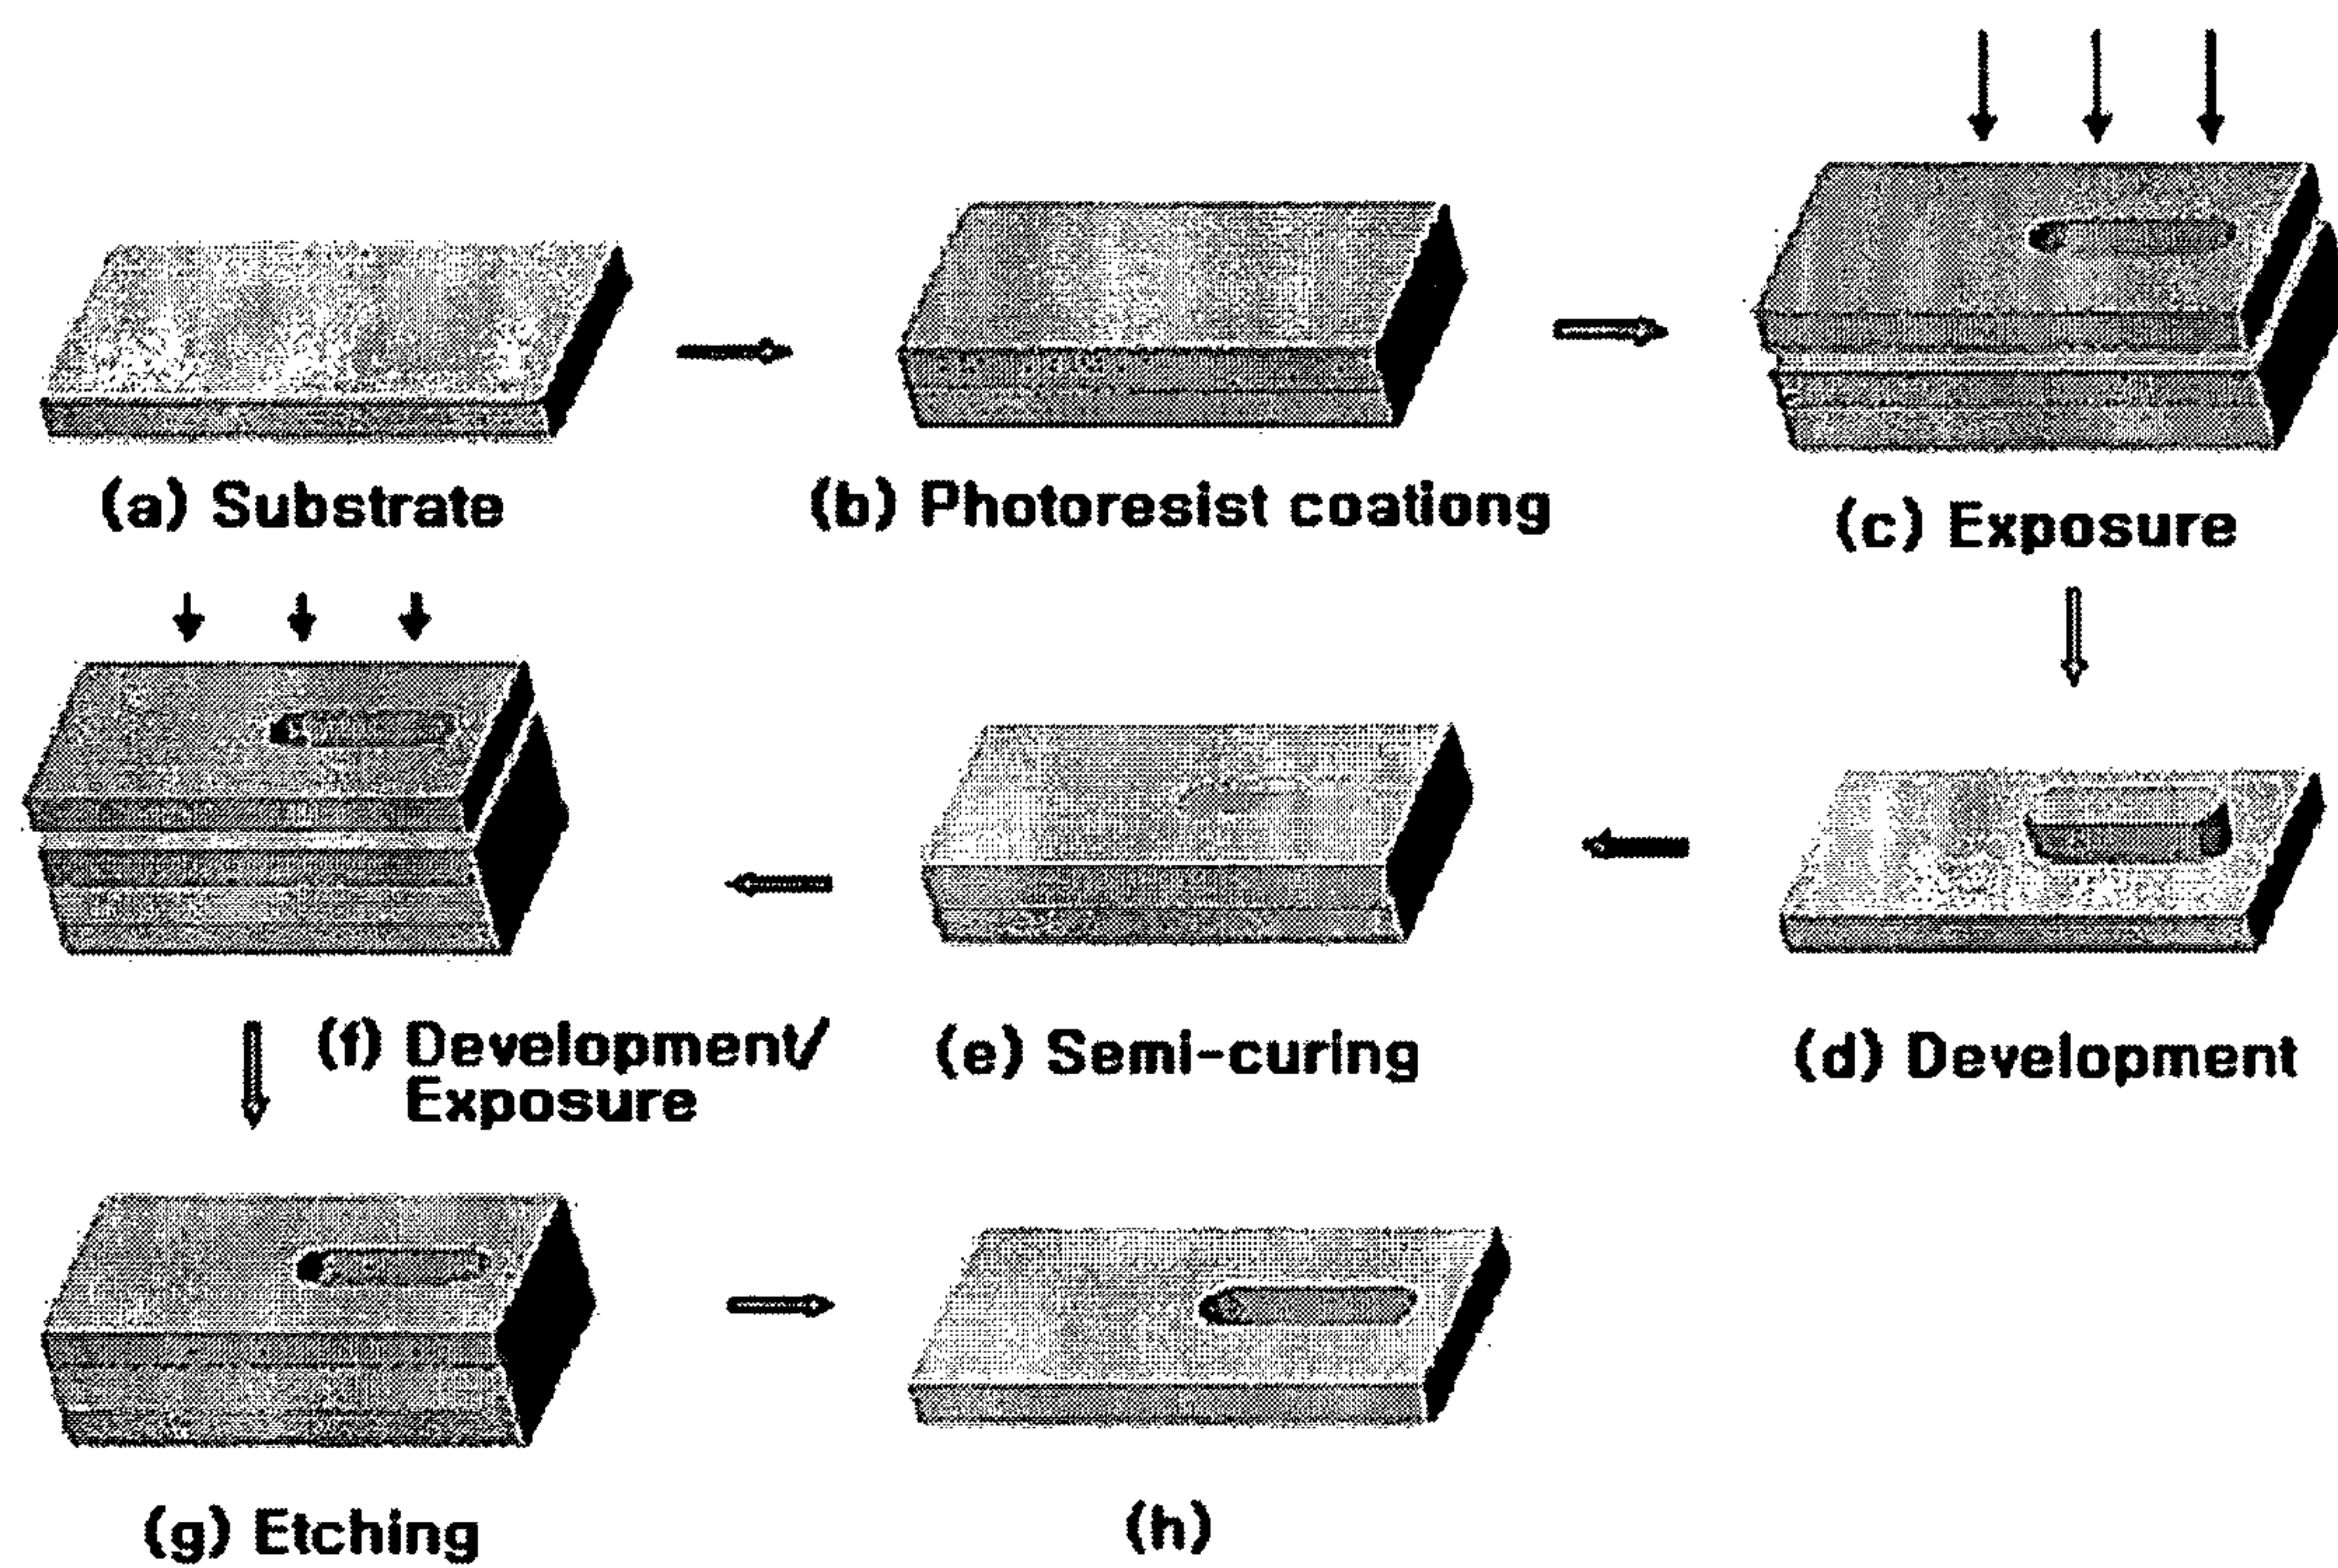 (a) Substrate
(b) Photoresist coationg
(c) Exposure
(f) Development/
Exposure
(e) Semi-curing
(d) Development
(g) Etching
(h)